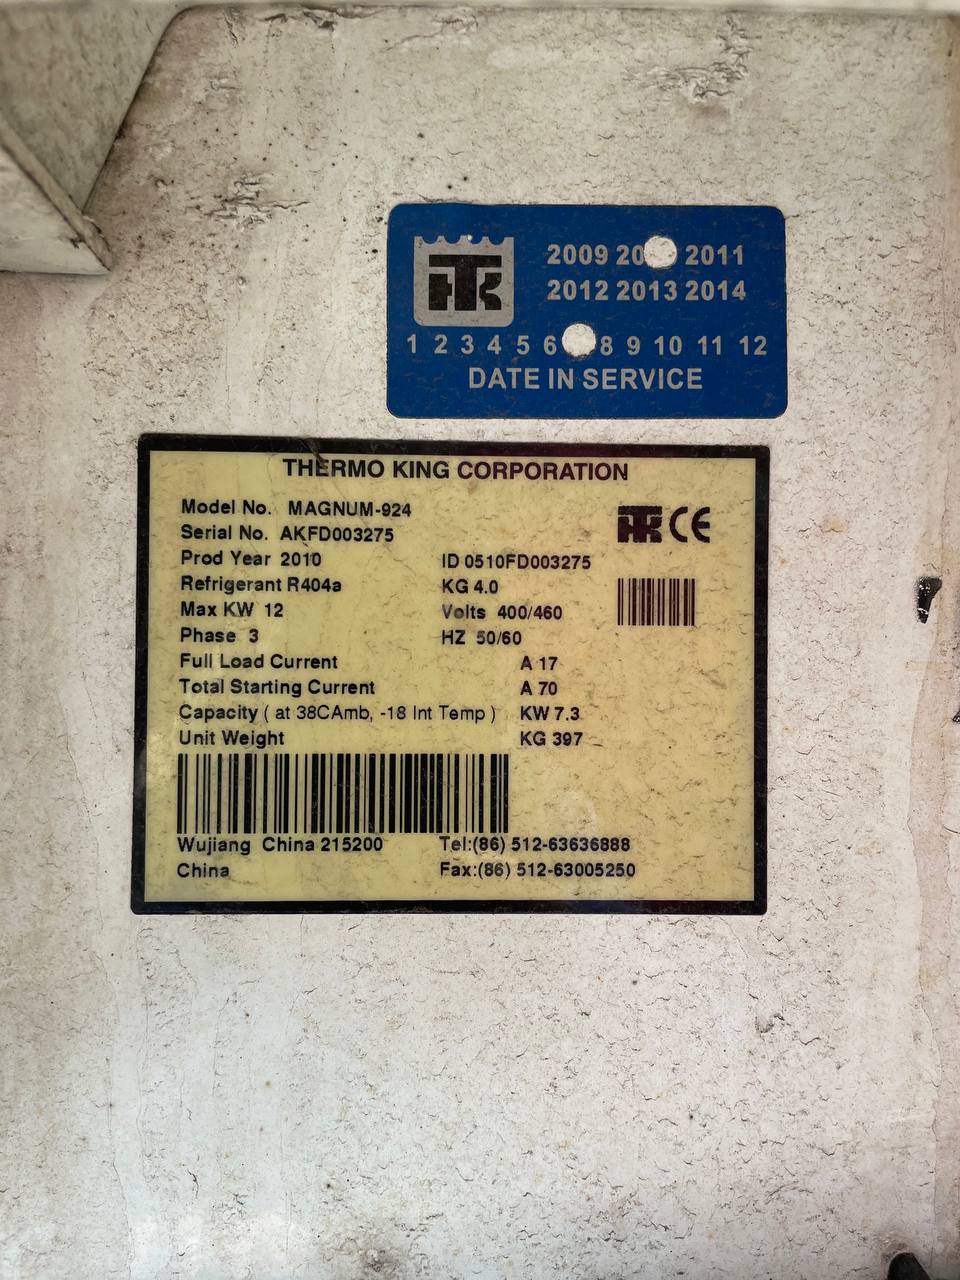 2009 20 2011
2012 2013 2014
1 2 3 4 5 6 8 9 10 11 12
DATE IN SERVICE
THERMO KING CORPORATION
Model No. MAGNUM-924
Serial No. AKFD003275
Prod Year 2010 ID 0510FD003275
Refrigerant R404a KG 4.0
Max KW 12 Volts 400/460
Phase 3 HZ 50/60
Full Load Current A 17
Total Starting Current A 70
Capacity ( at 38CAmb, -18 Int Temp ) KW 7.3
Unit Weight KG 397
Wujiang China 215200 Tel:(86) 512-63636888
China Fax:(86) 512-63005250
TK CE